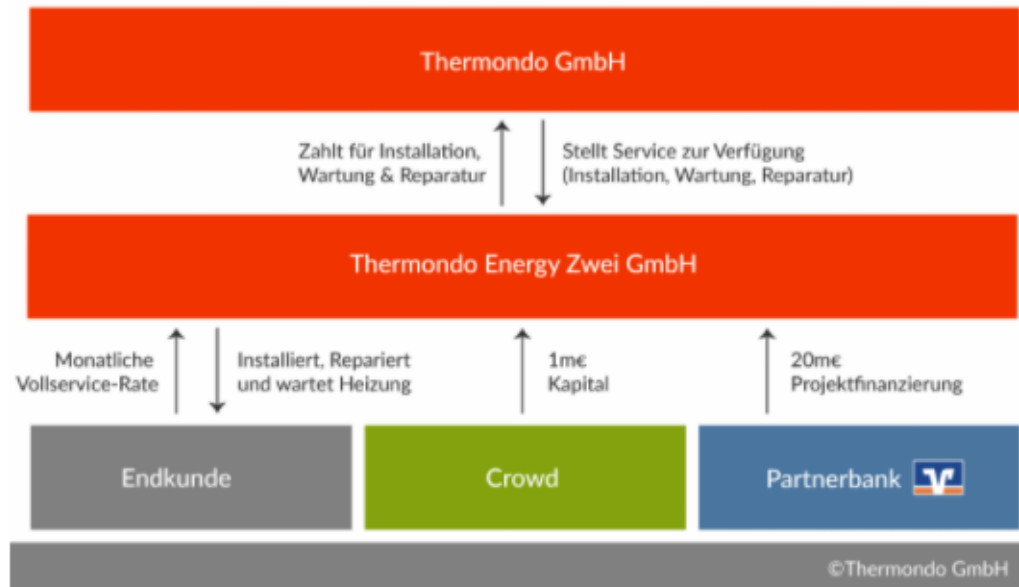 Thermondo GmbH
Zahlt für Installation,
Wartung & Reparatur
Stellt Service zur Verfügung
(Installation, Wartung, Reparatur)
Thermondo Energy Zwei GmbH
Monatliche
Vollservice-Rate
Installiert, Repariert
und wartet Heizung
1m€
Kapital
20m€
Projektfinanzierung
Endkunde
Crowd
Partnerbank
©Thermondo GmbH